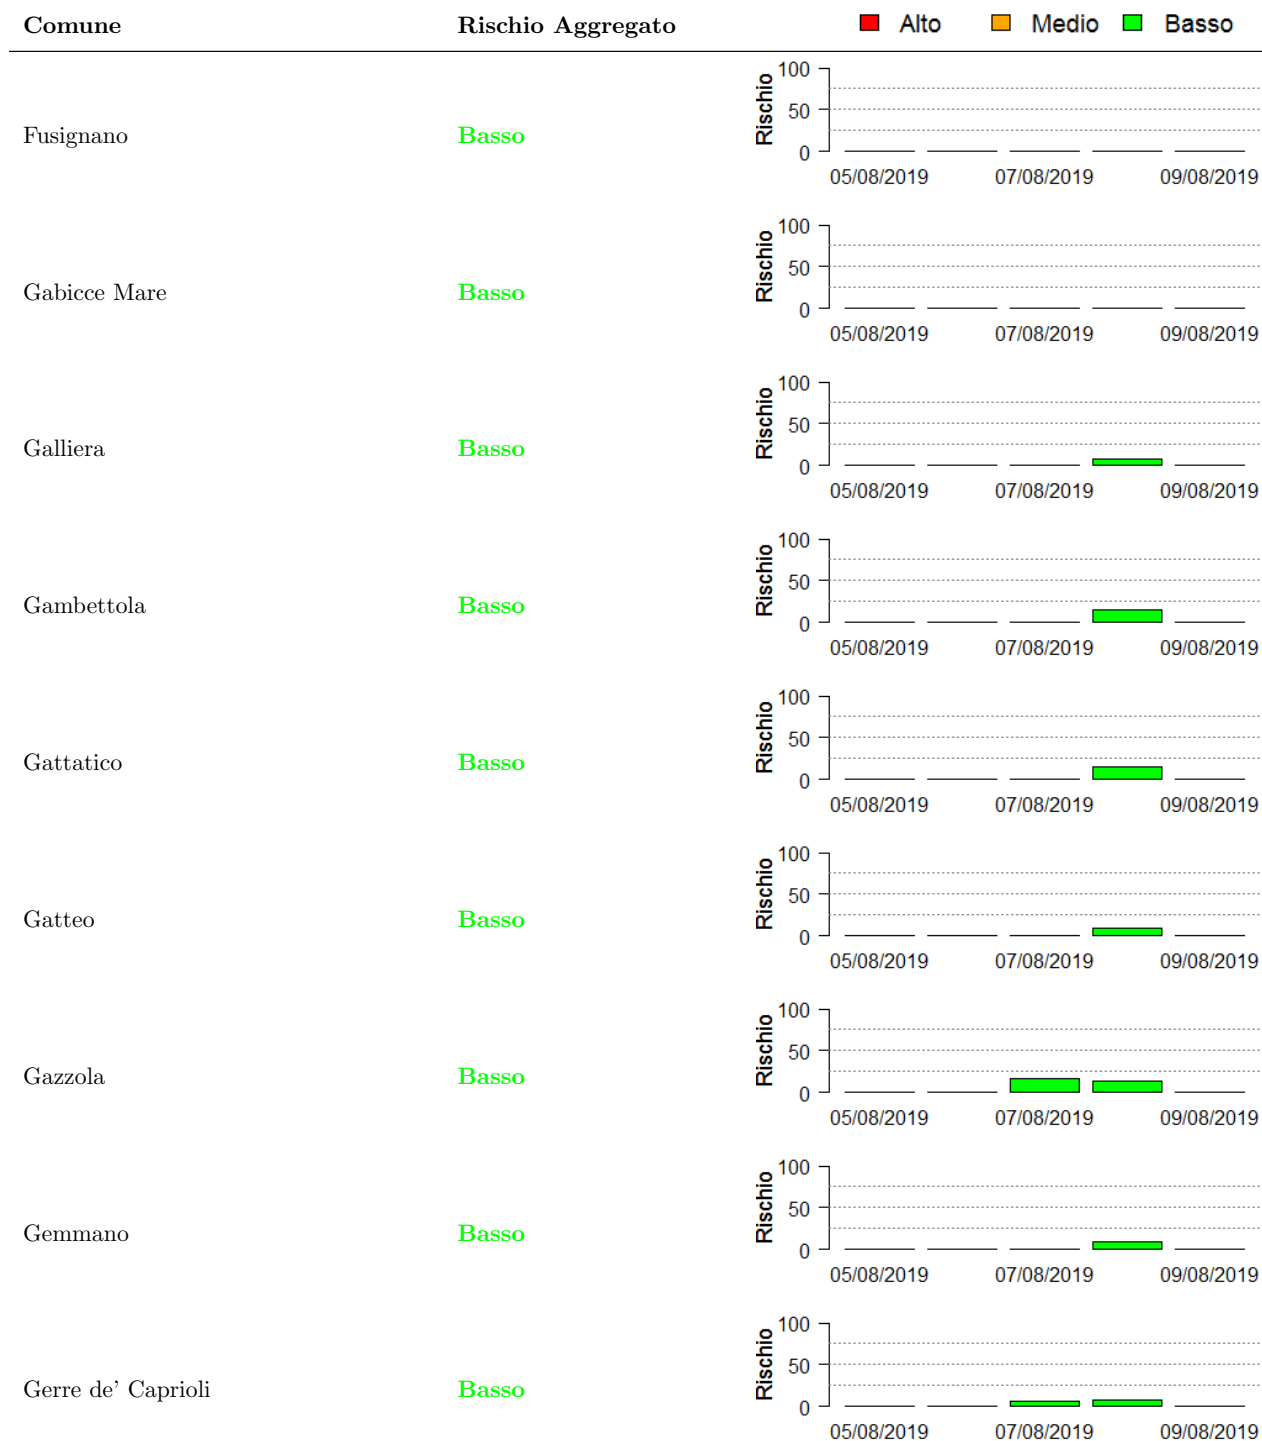 Comune Rischio Aggregato Alto Medio Basso
100
Rischio
50
Fusignano Basso
0
05/08/2019 07/08/2019 09/08/2019
100
Rischio
50
Gabicce Mare Basso
0
05/08/2019 07/08/2019 09/08/2019
100
Rischio
50
Galliera Basso
0
05/08/2019 07/08/2019 09/08/2019
100
Rischio
50
Gambettola Basso
0
05/08/2019 07/08/2019 09/08/2019
100
Rischio
50
Gattatico Basso
0
05/08/2019 07/08/2019 09/08/2019
100
Rischio
50
Gatteo Basso
0
05/08/2019 07/08/2019 09/08/2019
100
Rischio
50
Gazzola Basso
0
05/08/2019 07/08/2019 09/08/2019
100
Rischio
50
Gemmano Basso
0
05/08/2019 07/08/2019 09/08/2019
100
Rischio
50
Gerre de' Caprioli Basso
0
05/08/2019 07/08/2019 09/08/2019